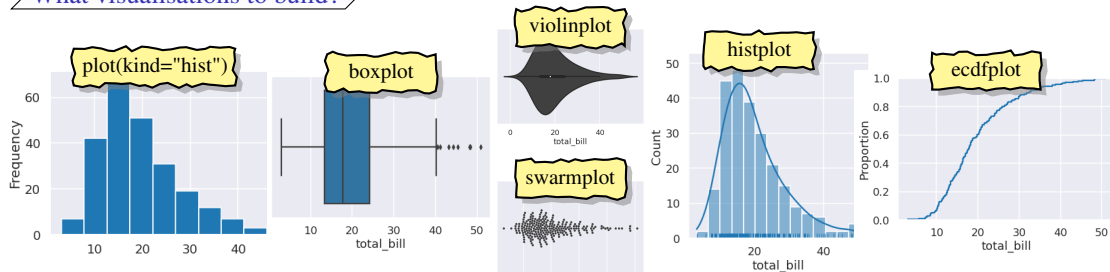 What visualisations to build?
plot(kind="hist")
Frequency
60
40
20
0
10 20 30 40
boxplot
10 20 30 40 50
total_bill
violinplot
0 20 40
total_bill
swarmplot
histplot
Count
50
40
30
20
10
0
20 40
total_bill
ecdfplot
Proportion
1.0
0.8
0.6
0.4
0.2
0.0
10 20 30 40 50
total_bill